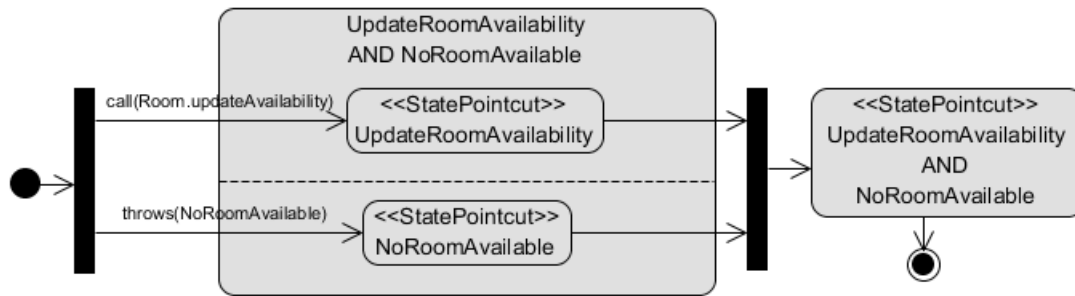 UpdateRoomAvailability
AND NoRoomAvailable
call(Room.updateAvailability)
<<StatePointcut>>
UpdateRoomAvailability
throws(NoRoomAvailable)
<<StatePointcut>>
NoRoomAvailable
<<StatePointcut>>
UpdateRoomAvailability
AND
NoRoomAvailable